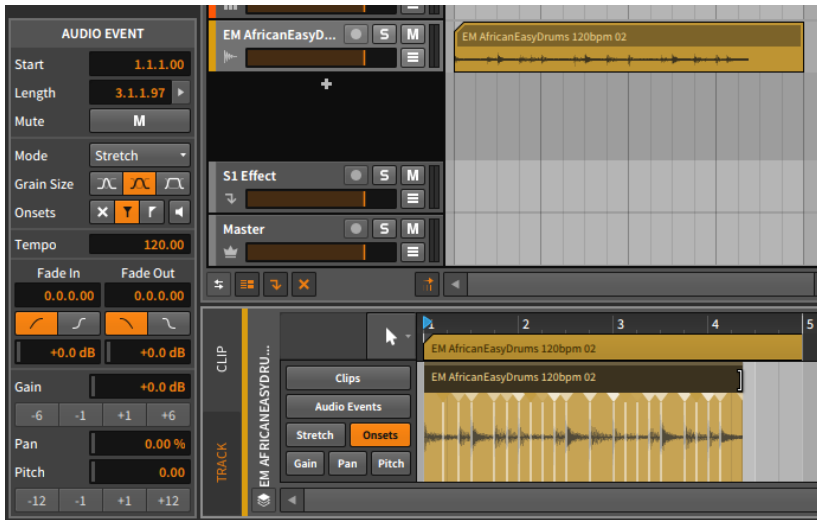 AUDIO EVENT
Start 1.1.1.00
Length 3.1.1.97
Mute M
Mode Stretch
Grain Size
Onsets
Tempo 120.00
Fade In Fade Out
0.0.0.00 0.0.0.00
+0.0 dB +0.0 dB
Gain +0.0 dB
-6 -1 +1 +6
Pan 0.00 %
Pitch 0.00
-12 -1 +1 +12
EM AfricanEasyD... S M
EM AfricanEasyDrums 120bpm 02
S1 Effect S M
Master S M
CLIP
TRACK
EM AFRICANEASYDRU...
1 2 3 4 5
EM AfricanEasyDrums 120bpm 02
EM AfricanEasyDrums 120bpm 02
Clips
Audio Events
Stretch Onsets
Gain Pan Pitch